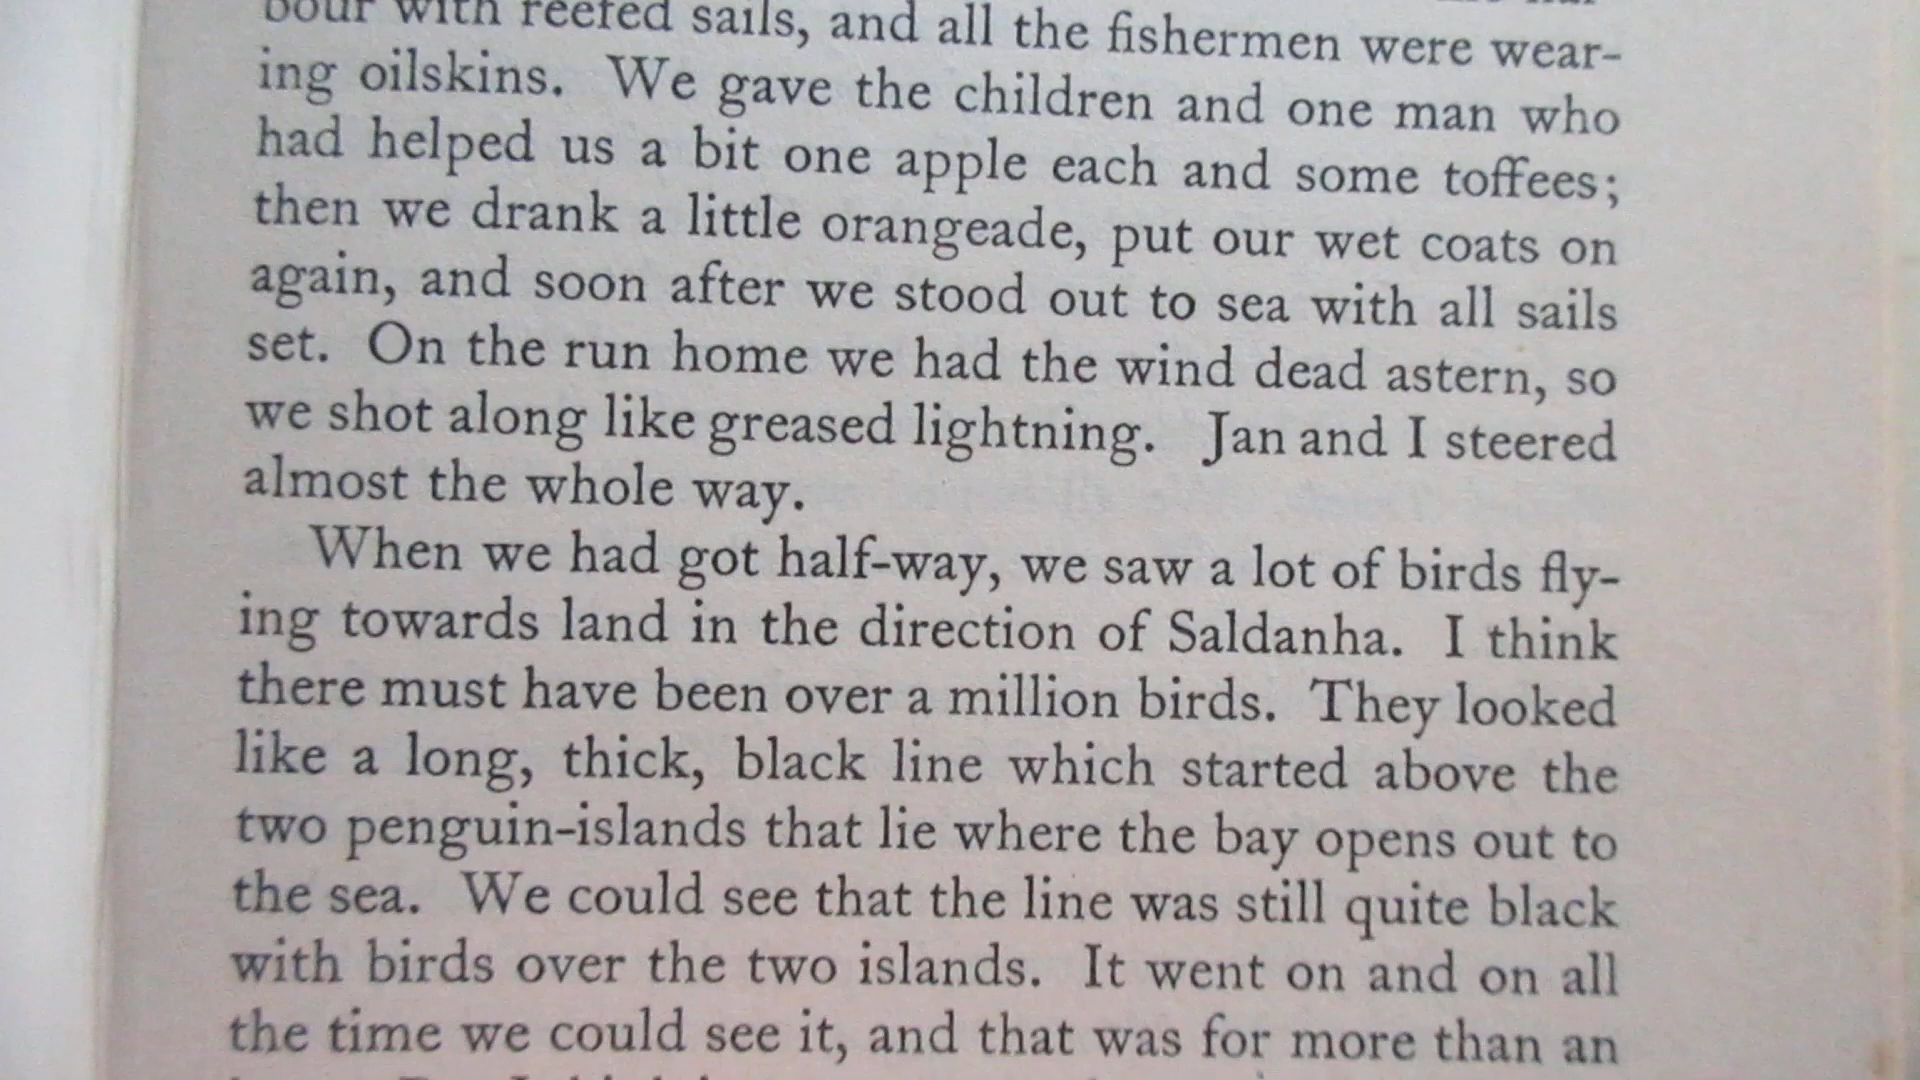 bour with reefed sails, and all the fishermen were wear-
ing oilskins. We gave the children and one man who
had helped us a bit one apple each and some toffees;
then we drank a little orangeade, put our wet coats on
again, and soon after we stood out to sea with all sails
set. On the run home we had the wind dead astern, so
we shot along like greased lightning. Jan and I steered
almost the whole way.
When we had got half-way, we saw a lot of birds fly-
ing towards land in the direction of Saldanha. I think
there must have been over a million birds. They looked
like a long, thick, black line which started above the
two penguin-islands that lie where the bay opens out to
the sea. We could see that the line was still quite black
with birds over the two islands. It went on and on all
the time we could see it, and that was for more than an